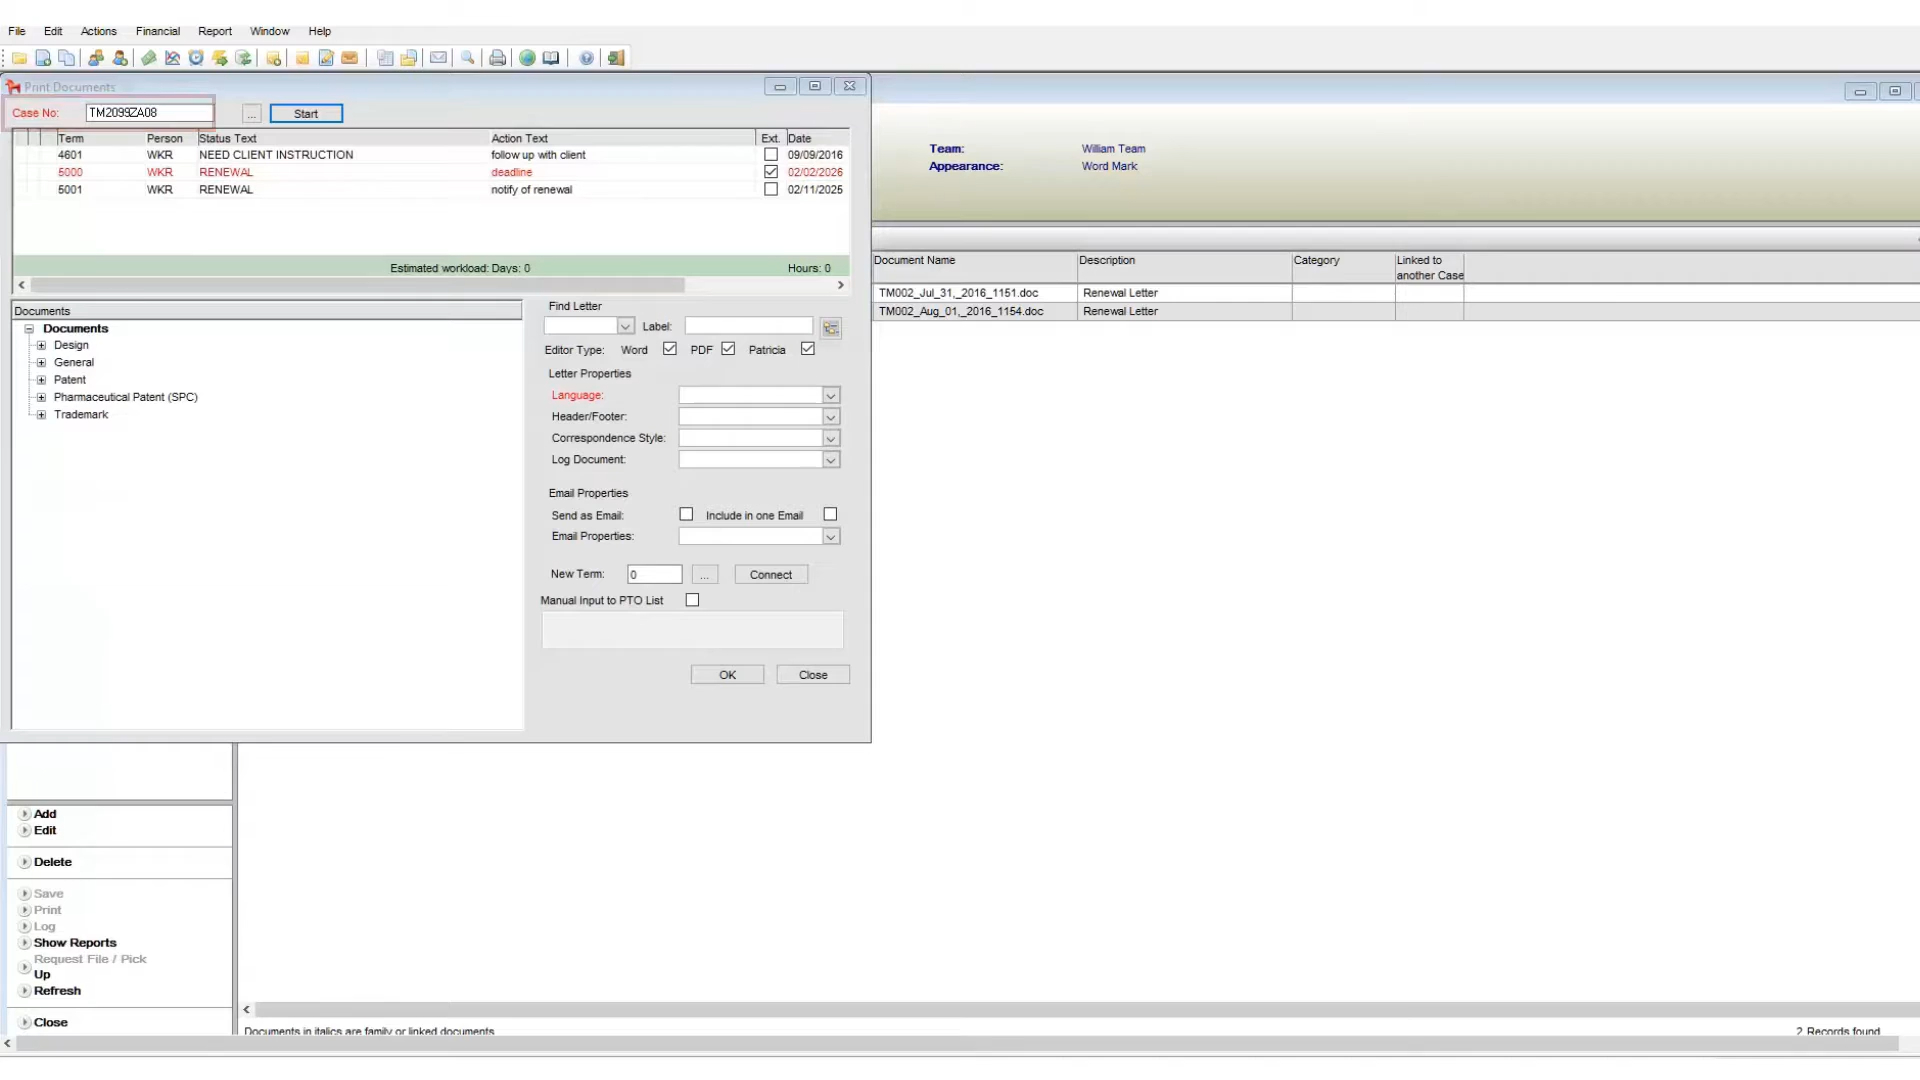 File Edit Actions Financial Report Window Help
Print Documents
Case No: TM2099ZA08 ... Start
Term Person Status Text Action Text Ext. Date
4601 WKR NEED CLIENT INSTRUCTION follow up with client 09/09/2016
5000 WKR RENEWAL deadline 02/02/2026
5001 WKR RENEWAL notify of renewal 02/11/2025
Estimated workload: Days: 0 Hours: 0
Documents
Documents
Design
General
Patent
Pharmaceutical Patent (SPC)
Trademark
Find Letter
Label:
Editor Type: Word PDF Patricia
Letter Properties
Language:
Header/Footer:
Correspondence Style:
Log Document:
Email Properties
Send as Email: Include in one Email
Email Properties:
New Term: 0 ... Connect
Manual Input to PTO List
OK Close
Team: William Team
Appearance: Word Mark
Document Name Description Category Linked to
another Case
TM002_Jul_31,_2016_1151.doc Renewal Letter
TM002_Aug_01,_2016_1154.doc Renewal Letter
Add
Edit
Delete
Save
Print
Log
Show Reports
Request File / Pick
Up
Refresh
Close
Documents in italics are family or linked documents
2 Records found